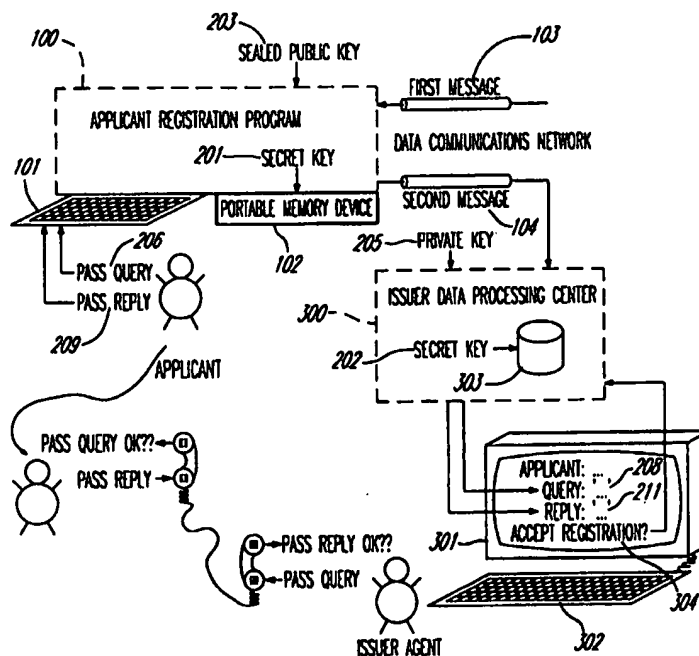 203
100
SEALED PUBLIC KEY
103
FIRST MESSAGE
APPLICANT REGISTRATION PROGRAM
201
SECRET KEY
DATA COMMUNICATIONS NETWORK
101
PORTABLE MEMORY DEVICE
102
SECOND MESSAGE
104
205
PRIVATE KEY
206
PASS QUERY
PASS REPLY
209
APPLICANT
300
ISSUER DATA PROCESSING CENTER
202
SECRET KEY
303
PASS QUERY OK??
PASS REPLY
APPLICANT: ...
208
QUERY: ...
211
REPLY: ...
ACCEPT REGISTRATION?
301
PASS REPLY OK??
PASS QUERY
304
302
ISSUER AGENT